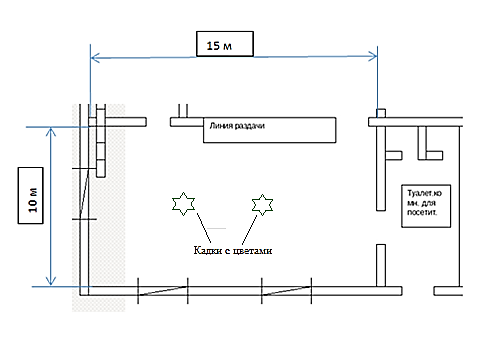 15 м
Линия раздачи
10 м
Туалет.ко
мн. для
посетит.
Кадки с цветами